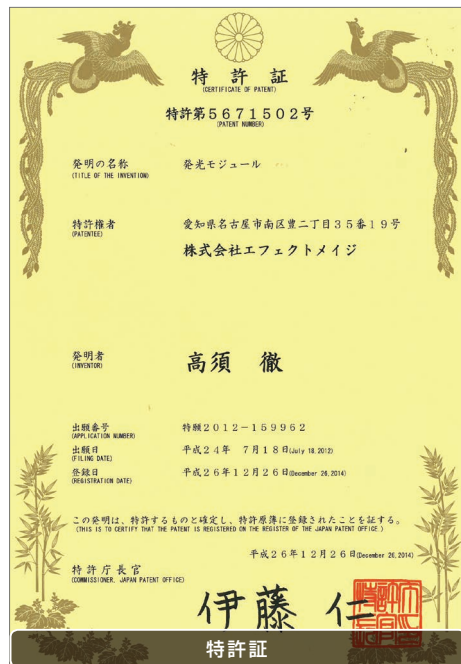 特許証
(CERTIFICATE OF PATENT)
特許第5671502号
(PATENT NUMBER)
発明の名称 発光モジュール
(TITLE OF THE INVENTION)
特許権者 愛知県名古屋市南区豊二丁目35番19号
(PATENTEE)
株式会社エフェクトメイジ
発明者 高須 徹
(INVENTOR)
出願番号 特願2012-159962
(APPLICATION NUMBER)
出願日 平成24年 7月18日(July 18,2012)
(FILING DATE)
登録日 平成26年12月26日(December 26,2014)
(REGISTRATION DATE)
この発明は、特許するものと確定し、特許原簿に登録されたことを証する。
(THIS IS TO CERTIFY THAT THE PATENT IS REGISTERED ON THE REGISTER OF THE JAPAN PATENT OFFICE.)
平成26年12月26日(December 26,2014)
特許庁長官
(COMMISSIONER, JAPAN PATENT OFFICE)
伊藤 仁
特許証